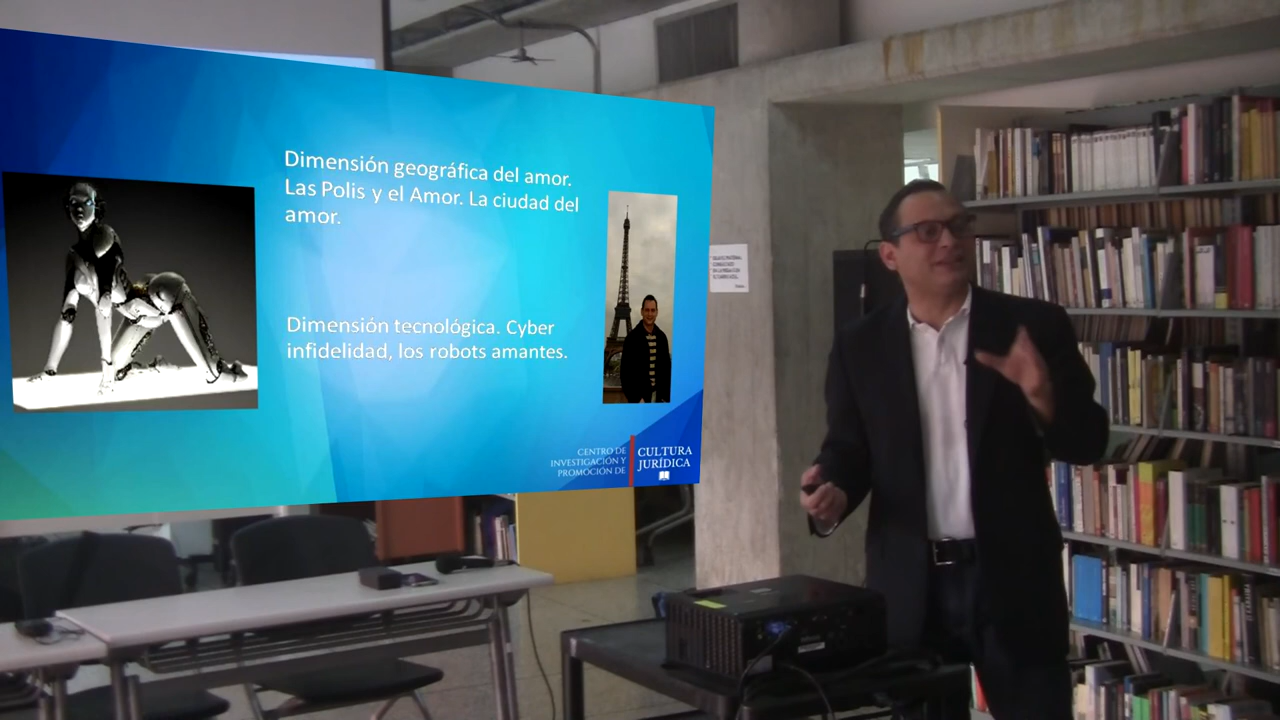 Dimensión geográfica del amor.
Las Polis y el Amor. La ciudad del
amor.
Dimensión tecnológica. Cyber
infidelidad, los robots amantes.
CENTRO DE
INVESTIGACIÓN Y
PROMOCIÓN DE
CULTURA
JURÍDICA